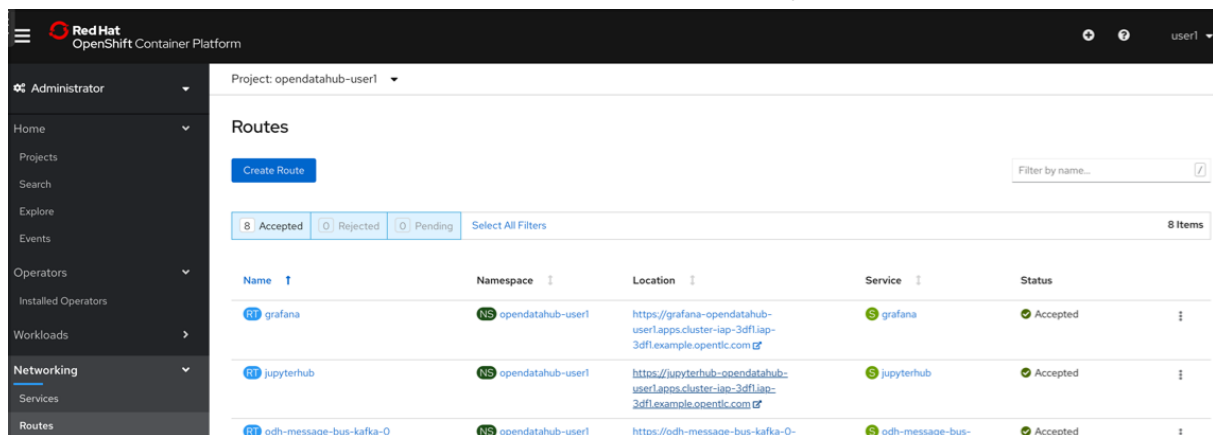 Red Hat
OpenShift Container Platform
user1
Administrator
Project: opendatahub-user1
Home
Projects
Search
Explore
Events
Operators
Installed Operators
Workloads
Networking
Services
Routes
Routes
Create Route
Filter by name...
/
8 Accepted 0 Rejected 0 Pending Select All Filters 8 Items
Name Namespace Location Service Status
RT grafana NS opendatahub-user1 https://grafana-opendatahub- S grafana Accepted
user1.apps.cluster-iap-3df1.iap-
3df1.example.opentlc.com
RT jupyterhub NS opendatahub-user1 https://jupyterhub-opendatahub- S jupyterhub Accepted
user1.apps.cluster-iap-3df1.iap-
3df1.example.opentlc.com
RT odh-message-bus-kafka-0 NS opendatahub-user1 https://odh-message-bus-kafka-0- S odh-message-bus- Accepted